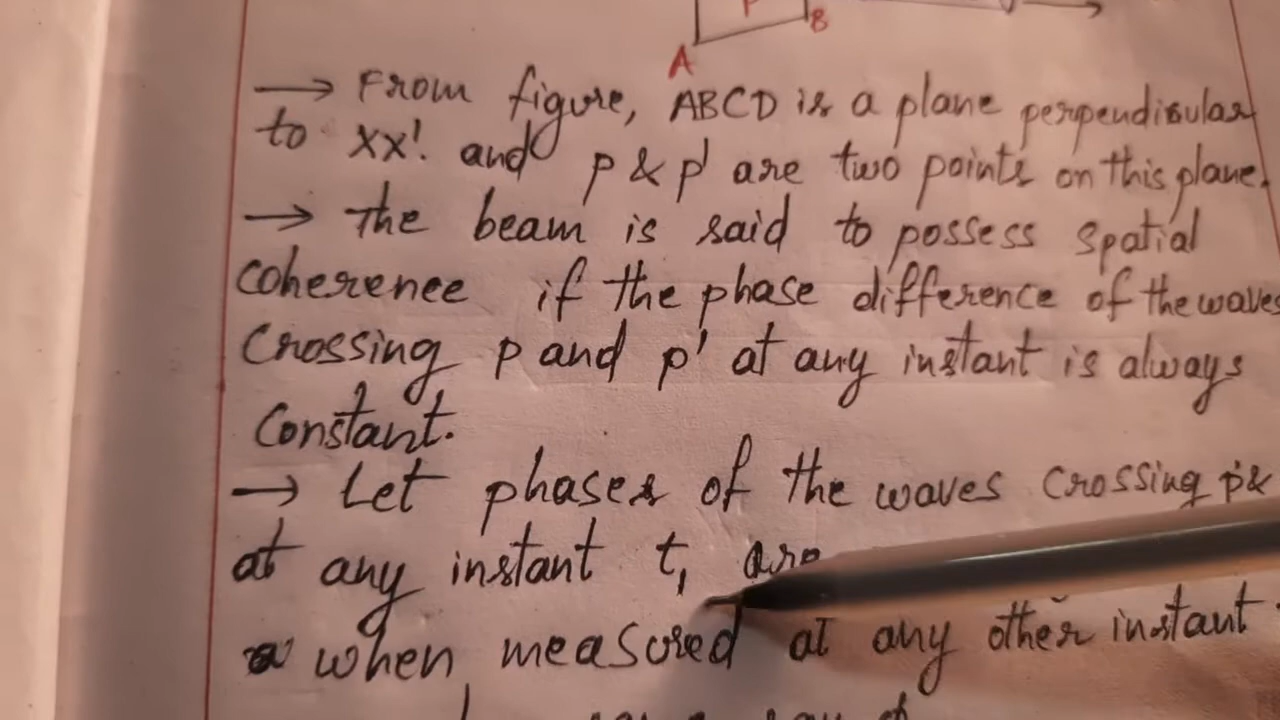 P
B
A
→ From figure, ABCD is a plane perpendicular
to XX'. and P & P' are two points on this plane.
→ The beam is said to possess spatial
coherence if the phase difference of the waves
crossing P and P' at any instant is always
constant.
→ Let phases of the waves crossing P &
at any instant t₁ are
when measured at any other instant